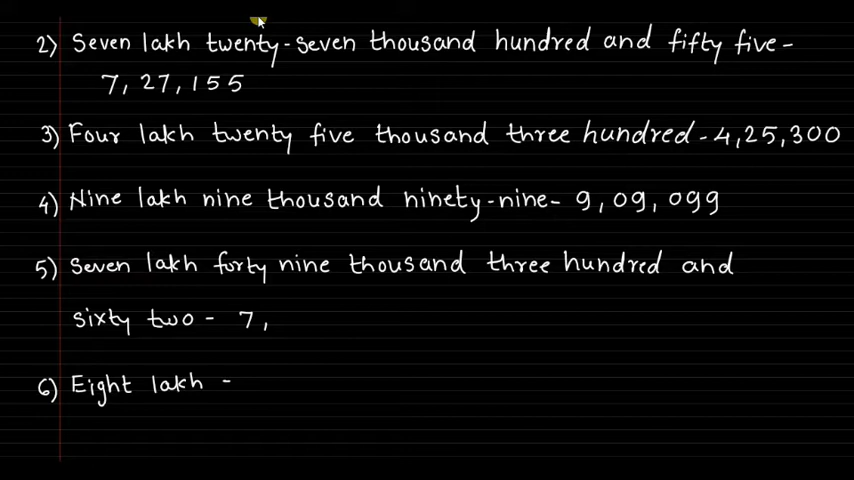 2) Seven lakh twenty-seven thousand hundred and fifty five-
7, 27, 155
3) Four lakh twenty five thousand three hundred - 4,25,300
4) Nine lakh nine thousand ninety-nine- 9, 09, 099
5) Seven lakh forty nine thousand three hundred and
sixty two - 7,
6) Eight lakh -